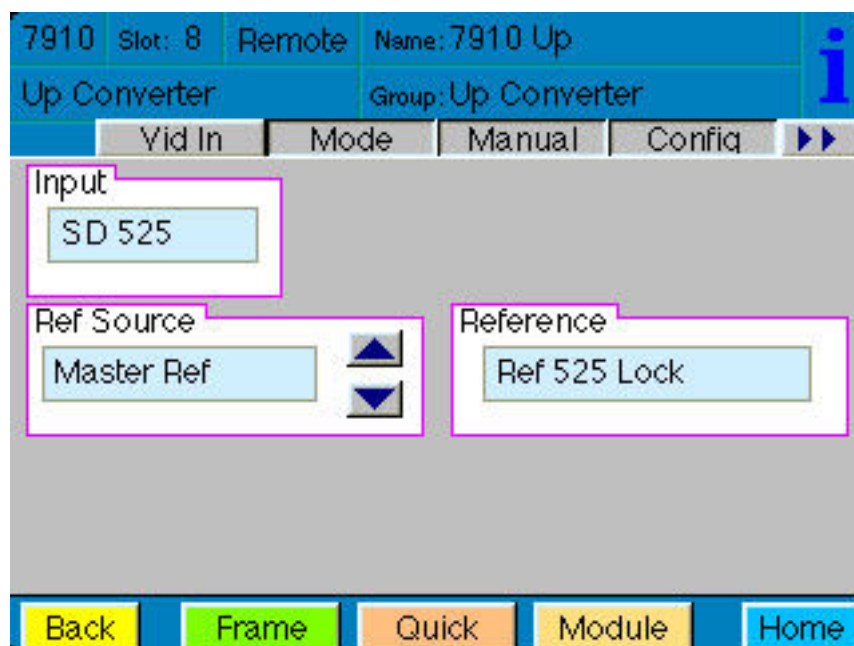 7910 Slot: 8 Remote Name: 7910 Up
Up Converter Group: Up Converter
i
Vid In Mode Manual Config
Input
SD 525
Ref Source Reference
Master Ref Ref 525 Lock
Back Frame Quick Module Home